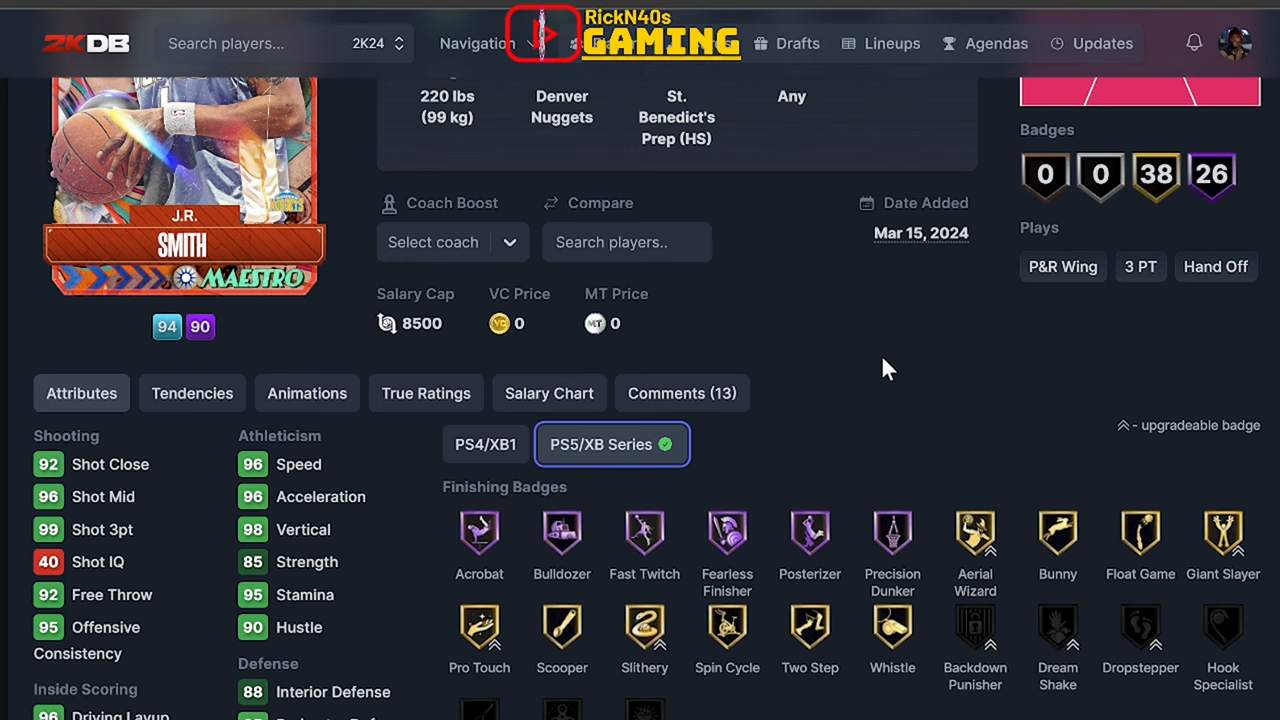 RickN40s
GAMING
2KDB
Search players...
2K24
Navigation
Drafts
Lineups
Agendas
Updates
220 lbs
(99 kg)
Denver
Nuggets
St.
Benedict's
Prep (HS)
Any
J.R.
SMITH
MAESTRO
94
90
Coach Boost
Select coach
Compare
Search players..
Date Added
Mar 15, 2024
Salary Cap
8500
VC Price
VC 0
MT Price
MT 0
Badges
0
0
38
26
Plays
P&R Wing
3 PT
Hand Off
Attributes
Tendencies
Animations
True Ratings
Salary Chart
Comments (13)
Shooting
92 Shot Close
96 Shot Mid
99 Shot 3pt
40 Shot IQ
92 Free Throw
95 Offensive
Consistency
Inside Scoring
96 Driving Layup
Athleticism
96 Speed
96 Acceleration
98 Vertical
85 Strength
95 Stamina
90 Hustle
Defense
88 Interior Defense
PS4/XB1
PS5/XB Series
- upgradeable badge
Finishing Badges
Acrobat
Bulldozer
Fast Twitch
Fearless
Finisher
Posterizer
Precision
Dunker
Aerial
Wizard
Bunny
Float Game
Giant Slayer
Pro Touch
Scooper
Slithery
Spin Cycle
Two Step
Whistle
Backdown
Punisher
Dream
Shake
Dropstepper
Hook
Specialist